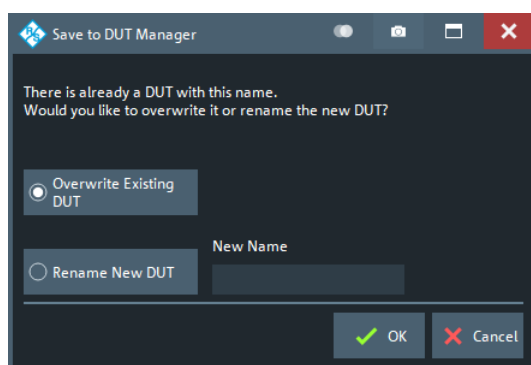 Save to DUT Manager
There is already a DUT with this name.
Would you like to overwrite it or rename the new DUT?
Overwrite Existing
DUT
New Name
Rename New DUT
OK
Cancel